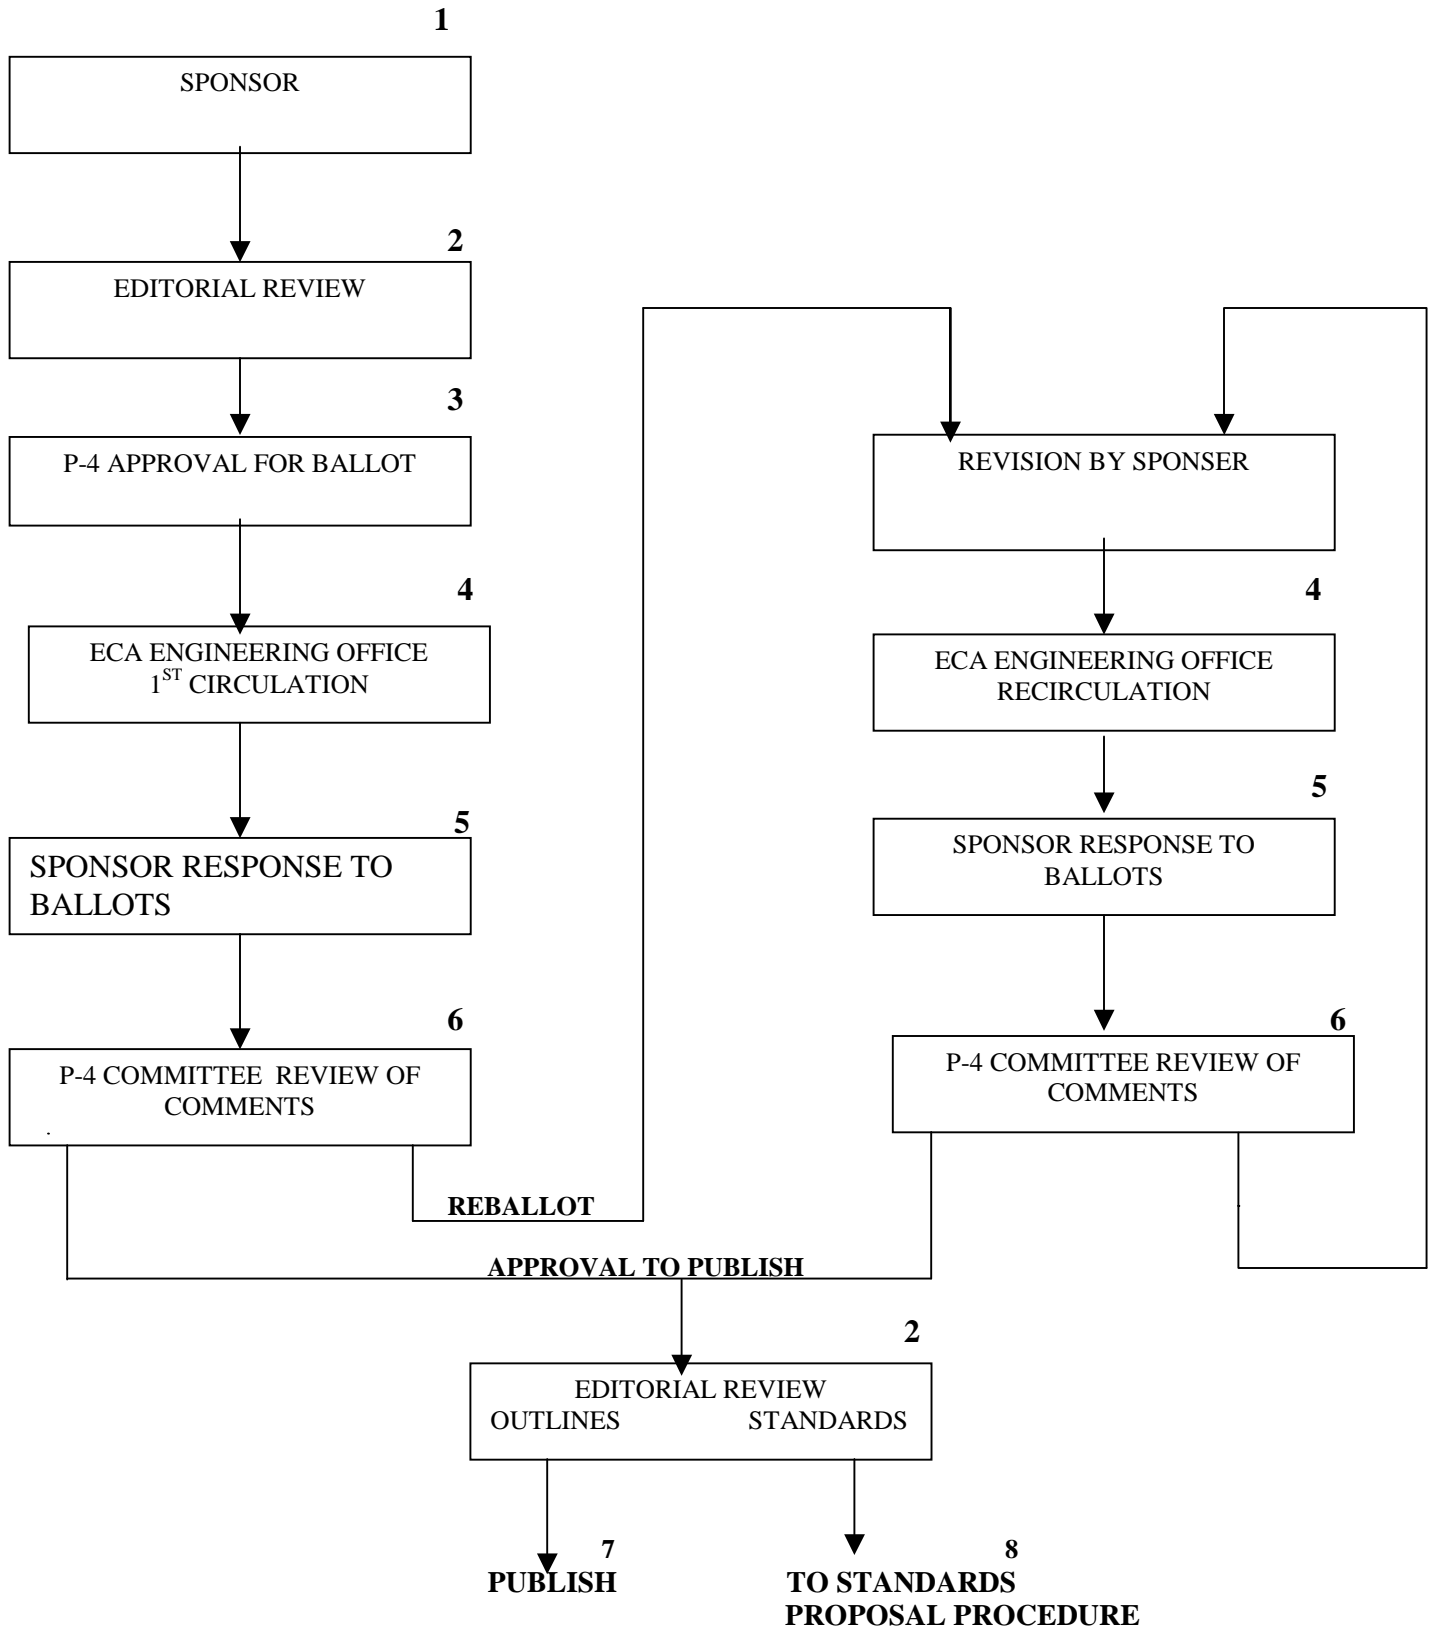 1
SPONSOR
2
EDITORIAL REVIEW
3
P-4 APPROVAL FOR BALLOT
4
ECA ENGINEERING OFFICE
1ST CIRCULATION
5
SPONSOR RESPONSE TO
BALLOTS
6
P-4 COMMITTEE REVIEW OF
COMMENTS
.
REVISION BY SPONSER
4
ECA ENGINEERING OFFICE
RECIRCULATION
5
SPONSOR RESPONSE TO
BALLOTS
6
P-4 COMMITTEE REVIEW OF
COMMENTS
REBALLOT
APPROVAL TO PUBLISH
2
EDITORIAL REVIEW
OUTLINES STANDARDS
7
PUBLISH
8
TO STANDARDS
PROPOSAL PROCEDURE